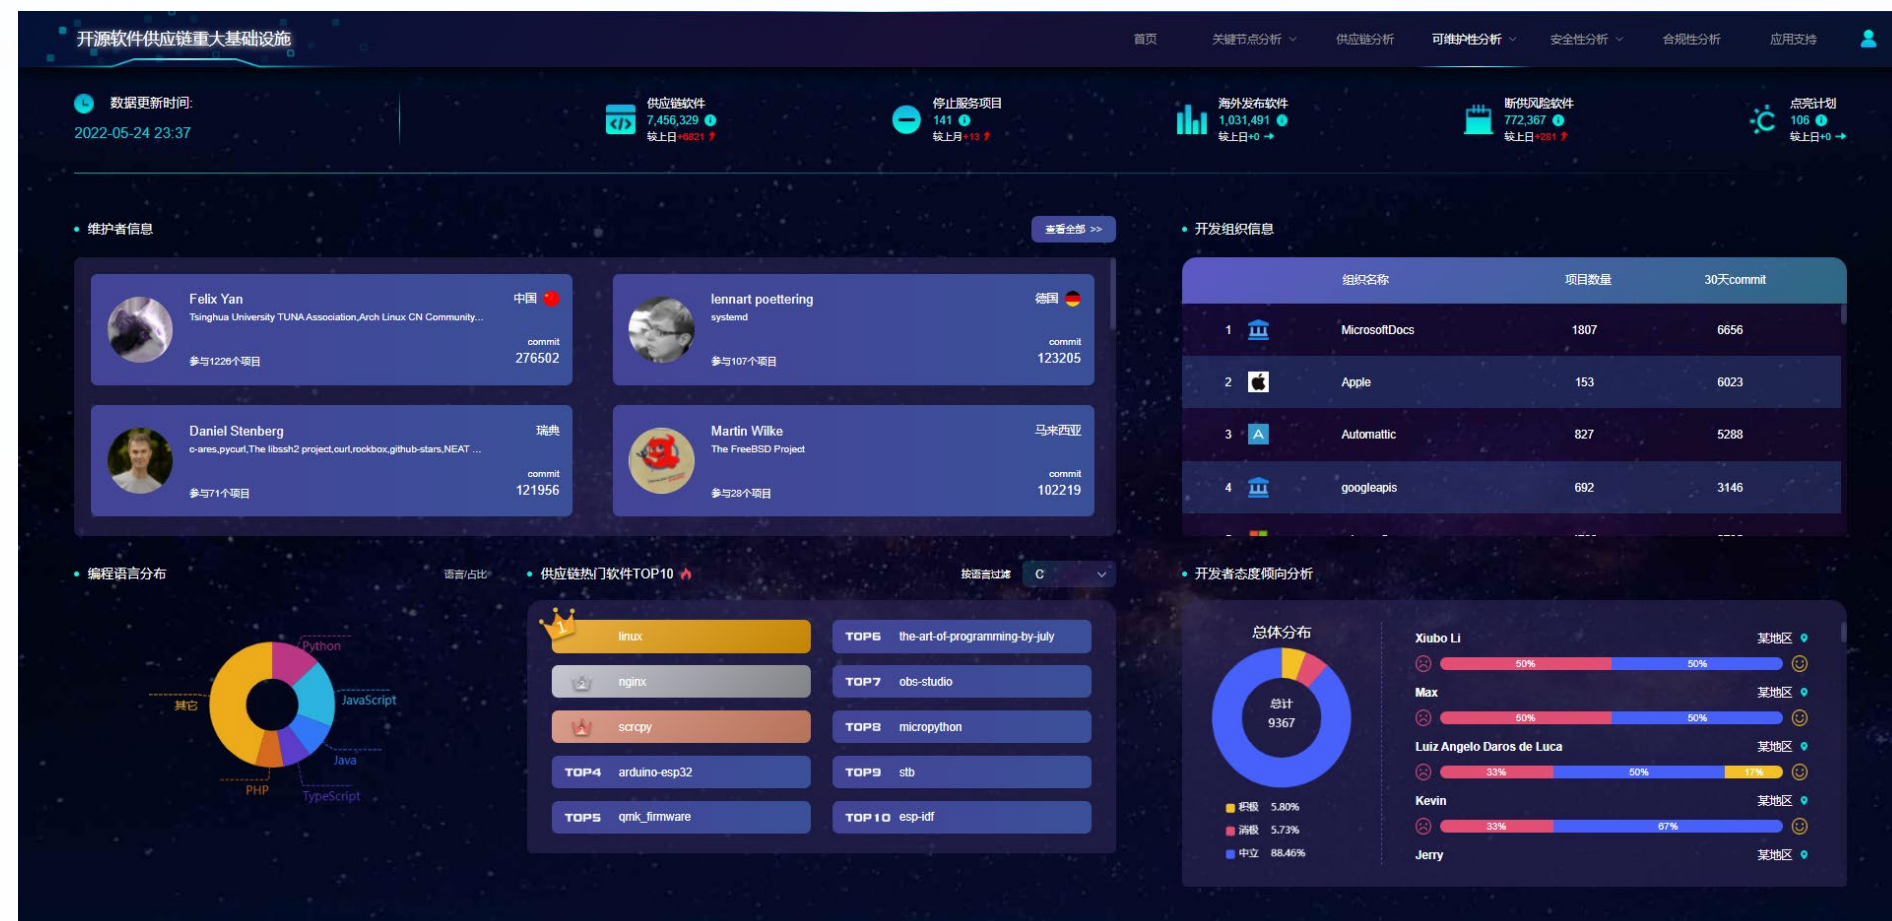 开源软件供应链重大基础设施
首页 关键节点分析 供应链分析 可维护性分析 安全性分析 合规性分析 应用支持
数据更新时间:
2022-05-24 23:37
供应链软件
7,456,329
较上日+6821
停止服务项目
141
较上月+13
海外发布软件
1,031,491
较上日+0
断供风险软件
772,367
较上日+281
点亮计划
106
较上日+0
维护者信息
查看全部 >>
Felix Yan 中国
Tsinghua University TUNA Association,Arch Linux CN Community...
commit
参与1226个项目 276502
lennart poettering 德国
systemd
commit
参与107个项目 123205
Daniel Stenberg 瑞典
c-ares,pycurl,The libssh2 project,curl,rockbox,github-stars,NEAT ...
commit
参与71个项目 121956
Martin Wilke 马来西亚
The FreeBSD Project
commit
参与28个项目 102219
开发组织信息
组织名称 项目数量 30天commit
1 MicrosoftDocs 1807 6656
2 Apple 153 6023
3 Automattic 827 5288
4 googleapis 692 3146
编程语言分布
语言/占比
Python
JavaScript
其它
Java
PHP
TypeScript
供应链热门软件TOP10
按语言过滤 C
1 linux
2 nginx
3 scrcpy
TOP4 arduino-esp32
TOP5 qmk_firmware
TOP6 the-art-of-programming-by-july
TOP7 obs-studio
TOP8 micropython
TOP9 stb
TOP10 esp-idf
开发者态度倾向分析
总体分布
总计
9367
积极 5.80%
消极 5.73%
中立 88.46%
Xiubo Li 某地区
50% 50%
Max 某地区
50% 50%
Luiz Angelo Daros de Luca 某地区
33% 50% 17%
Kevin 某地区
33% 67%
Jerry 某地区